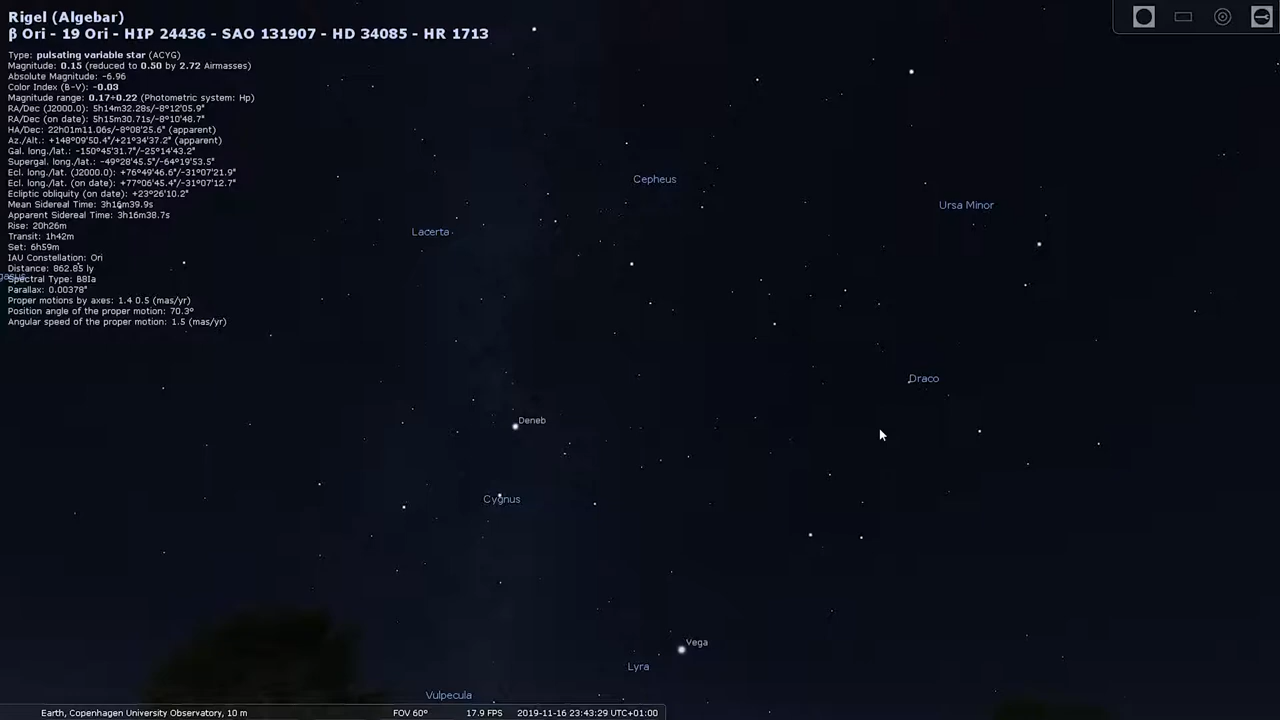 Rigel (Algebar)
β Ori - 19 Ori - HIP 24436 - SAO 131907 - HD 34085 - HR 1713
Type: pulsating variable star (ACYG)
Magnitude: 0.15 (reduced to 0.50 by 2.72 Airmasses)
Absolute Magnitude: -6.96
Color Index (B-V): -0.03
Magnitude range: 0.17÷0.22 (Photometric system: Hp)
RA/Dec (J2000.0): 5h14m32.28s/-8°12'05.9"
RA/Dec (on date): 5h15m30.71s/-8°10'48.7"
HA/Dec: 22h01m11.06s/-8°08'25.6" (apparent)
Az./Alt.: +148°09'50.4"/+21°34'37.2" (apparent)
Gal. long./lat.: -150°45'31.7"/-25°14'43.2"
Supergal. long./lat.: -49°28'45.5"/-64°19'53.5"
Ecl. long./lat. (J2000.0): +76°49'46.6"/-31°07'21.9"
Ecl. long./lat. (on date): +77°06'45.4"/-31°07'12.7"
Ecliptic obliquity (on date): +23°26'10.2"
Mean Sidereal Time: 3h16m39.9s
Apparent Sidereal Time: 3h16m38.7s
Rise: 20h26m
Transit: 1h42m
Set: 6h59m
IAU Constellation: Ori
Distance: 862.85 ly
Spectral Type: B8Ia
Parallax: 0.00378"
Proper motions by axes: 1.4 0.5 (mas/yr)
Position angle of the proper motion: 70.3°
Angular speed of the proper motion: 1.5 (mas/yr)
Cepheus
Ursa Minor
Lacerta
Draco
Deneb
Cygnus
Vega
Lyra
Vulpecula
Earth, Copenhagen University Observatory, 10 m FOV 60° 17.9 FPS 2019-11-16 23:43:29 UTC+01:00